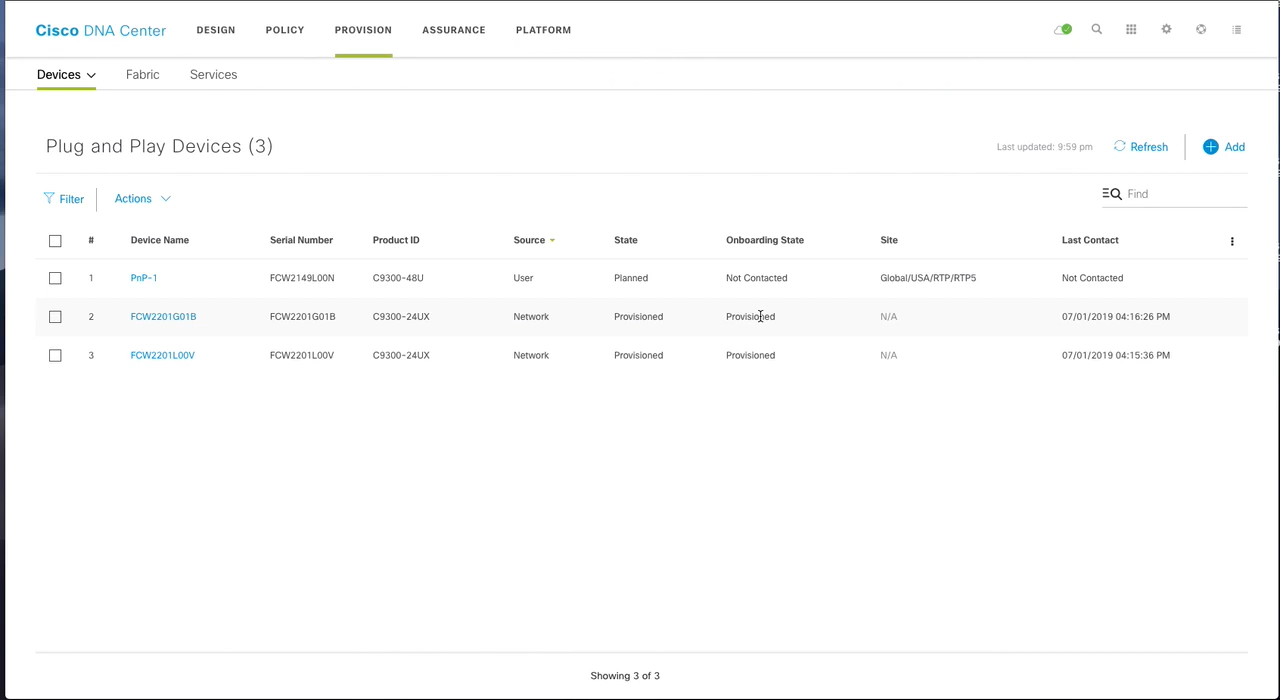 Cisco DNA Center DESIGN POLICY PROVISION ASSURANCE PLATFORM
Devices Fabric Services
Plug and Play Devices (3) Last updated: 9:59 pm Refresh Add
Filter Actions Find
# Device Name Serial Number Product ID Source State Onboarding State Site Last Contact
1 PnP-1 FCW2149L00N C9300-48U User Planned Not Contacted Global/USA/RTP/RTP5 Not Contacted
2 FCW2201G01B FCW2201G01B C9300-24UX Network Provisioned Provisioned N/A 07/01/2019 04:16:26 PM
3 FCW2201L00V FCW2201L00V C9300-24UX Network Provisioned Provisioned N/A 07/01/2019 04:15:36 PM
Showing 3 of 3